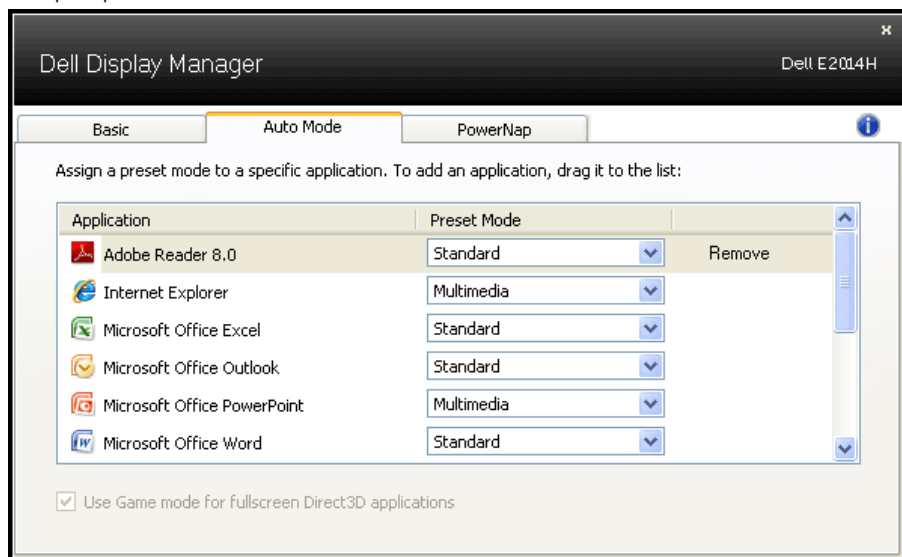 Dell Display Manager
Dell E2014H
Basic
Auto Mode
PowerNap
Assign a preset mode to a specific application. To add an application, drag it to the list:
Application Preset Mode
Adobe Reader 8.0 Standard Remove
Internet Explorer Multimedia
Microsoft Office Excel Standard
Microsoft Office Outlook Standard
Microsoft Office PowerPoint Multimedia
Microsoft Office Word Standard
Use Game mode for fullscreen Direct3D applications